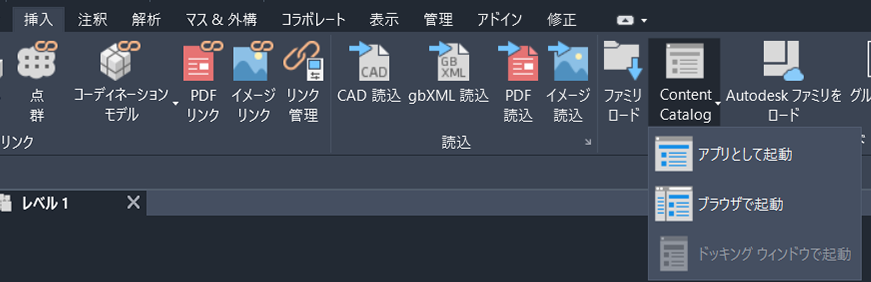 挿入 注釈 解析 マス & 外構 コラボレート 表示 管理 アドイン 修正
点 コーディネーション PDF イメージ リンク CAD 読込 gbXML 読込 PDF イメージ ファミリ Content Autodesk ファミリを
群 モデル リンク リンク 管理 読込 読込 ロード Catalog ロード
リンク 読込
アプリとして起動
レベル 1 ブラウザで起動
ドッキング ウィンドウで起動